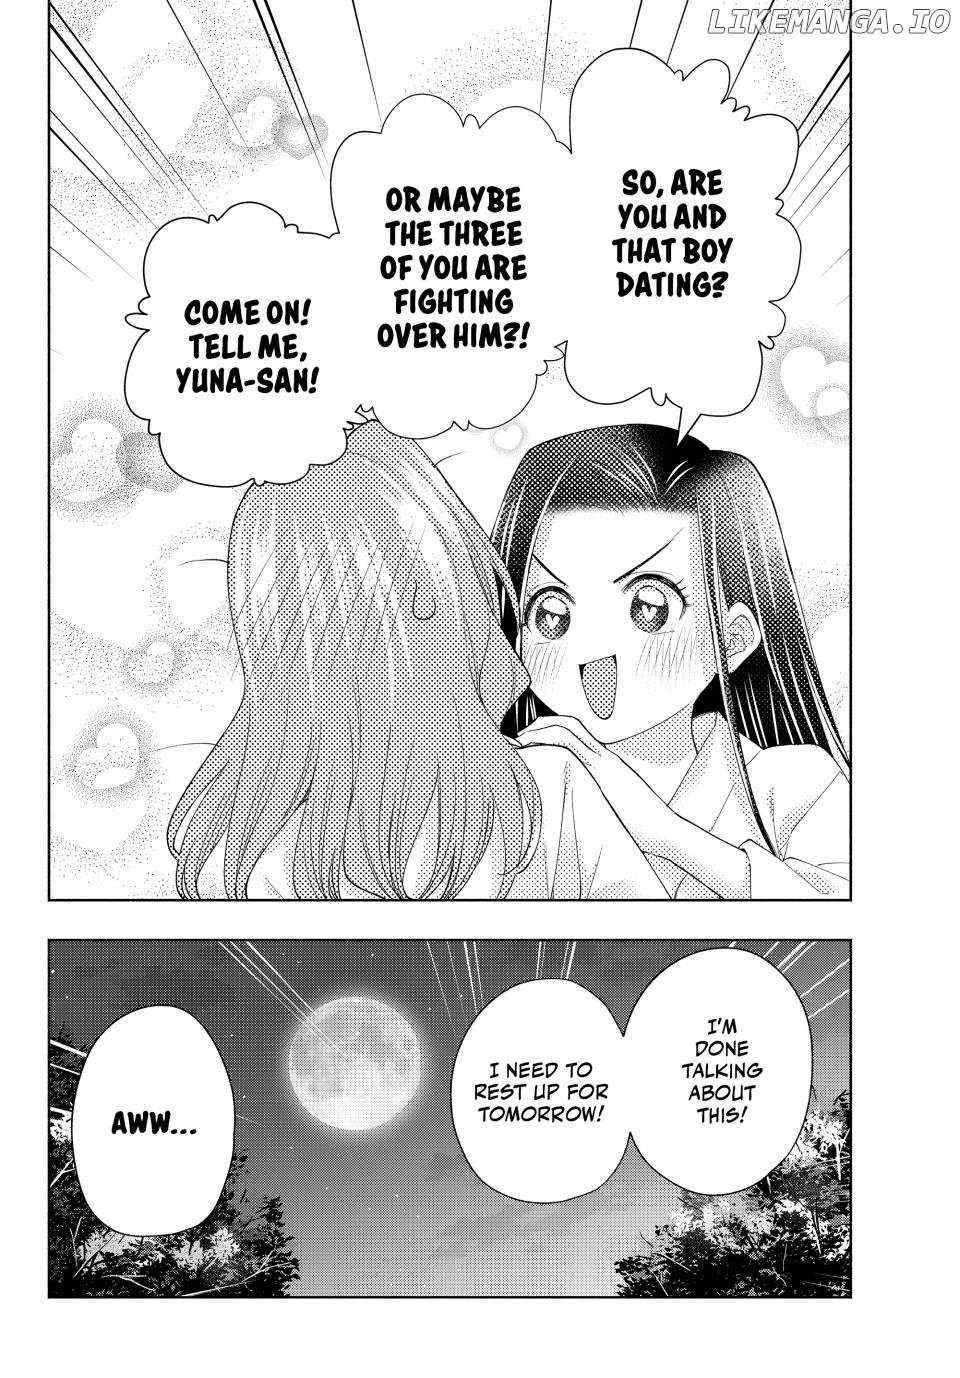 LIKEMANGA.IO
SO, ARE
YOU AND
THAT BOY
DATING?
OR MAYBE
THE THREE
OF YOU ARE
FIGHTING
OVER HIM?!
COME ON!
TELL ME,
YUNA-SAN!
I'M
DONE
TALKING
ABOUT
THIS!
I NEED TO
REST UP FOR
TOMORROW!
AWW...